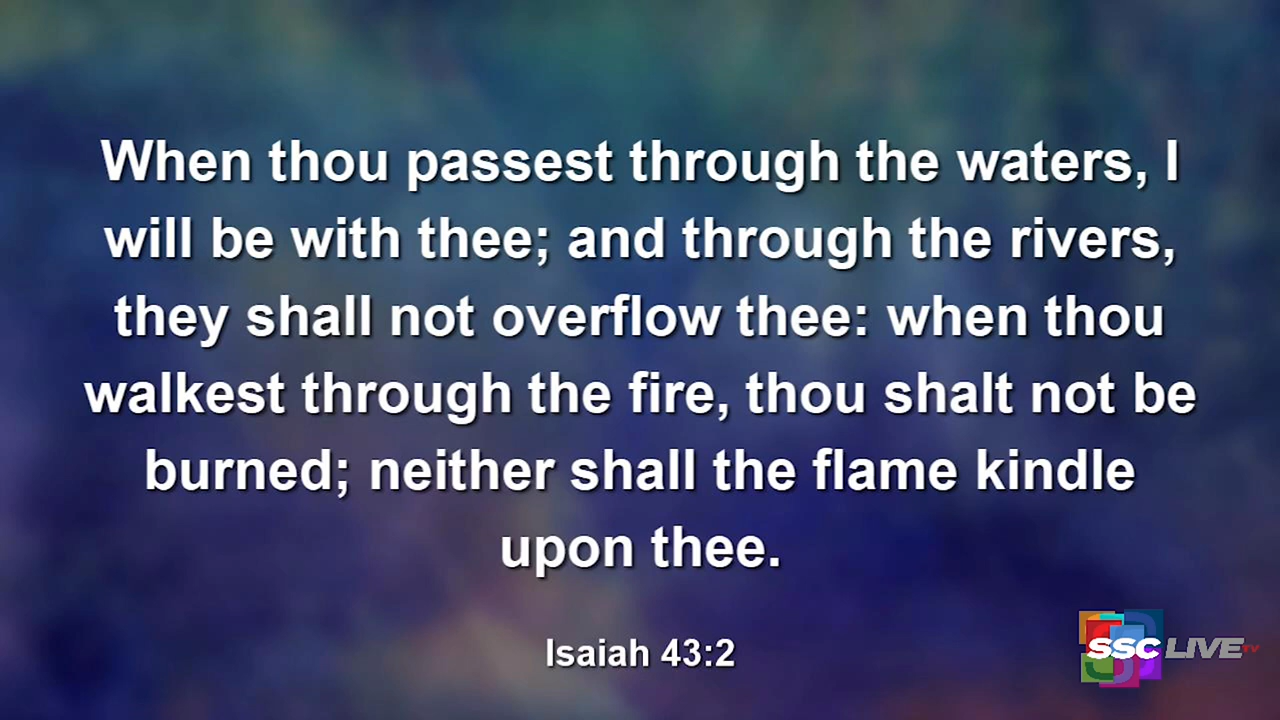 When thou passest through the waters, I
will be with thee; and through the rivers,
they shall not overflow thee: when thou
walkest through the fire, thou shalt not be
burned; neither shall the flame kindle
upon thee.
Isaiah 43:2
SSC LIVE TV